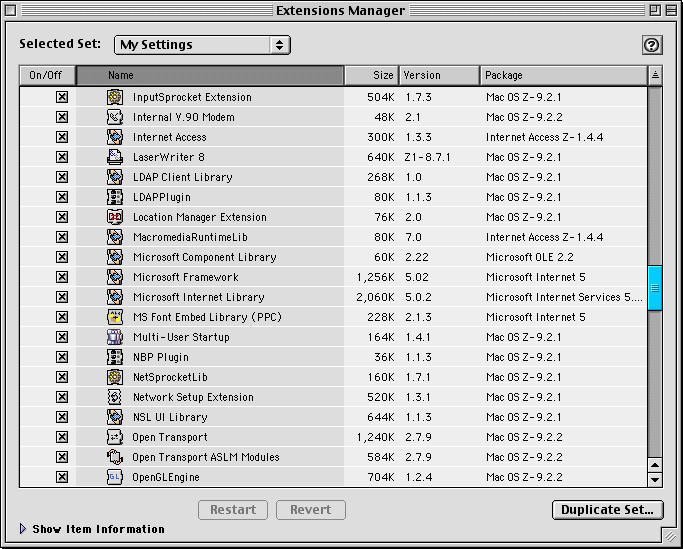 Extensions Manager
Selected Set: My Settings
?
On/Off Name Size Version Package
InputSprocket Extension 504K 1.7.3 Mac OS Z-9.2.1
Internal V.90 Modem 48K 2.1 Mac OS Z-9.2.2
Internet Access 300K 1.3.3 Internet Access Z-1.4.4
LaserWriter 8 640K Z1-8.7.1 Mac OS Z-9.2.1
LDAP Client Library 268K 1.0 Mac OS Z-9.2.1
LDAPPlugin 80K 1.1.3 Mac OS Z-9.2.1
Location Manager Extension 76K 2.0 Mac OS Z-9.2.1
MacromediaRuntimeLib 80K 7.0 Internet Access Z-1.4.4
Microsoft Component Library 60K 2.22 Microsoft OLE 2.2
Microsoft Framework 1,256K 5.02 Microsoft Internet 5
Microsoft Internet Library 2,060K 5.0.2 Microsoft Internet Services 5....
MS Font Embed Library (PPC) 228K 2.1.3 Microsoft Internet 5
Multi-User Startup 164K 1.4.1 Mac OS Z-9.2.1
NBP Plugin 36K 1.1.3 Mac OS Z-9.2.1
NetSprocketLib 160K 1.7.1 Mac OS Z-9.2.1
Network Setup Extension 520K 1.3.1 Mac OS Z-9.2.1
NSL UI Library 644K 1.1.3 Mac OS Z-9.2.1
Open Transport 1,240K 2.7.9 Mac OS Z-9.2.2
Open Transport ASLM Modules 584K 2.7.9 Mac OS Z-9.2.2
GL OpenGLEngine 704K 1.2.4 Mac OS Z-9.2.2
Restart Revert Duplicate Set...
Show Item Information